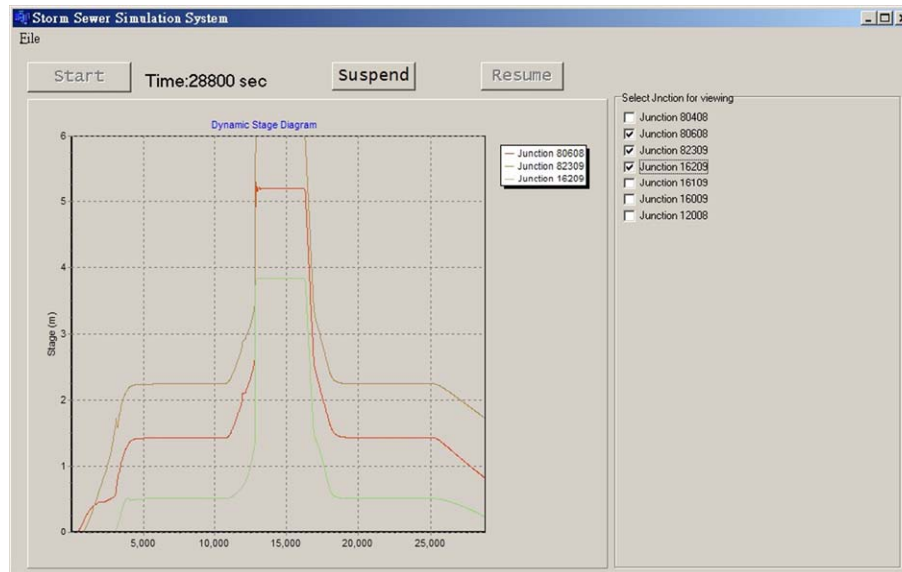 Storm Sewer Simulation System
File
Start
Time:28800 sec
Suspend
Resume
Dynamic Stage Diagram
Stage (m)
6
5
4
3
2
1
0
5,000
10,000
15,000
20,000
25,000
Junction 80608
Junction 82309
Junction 16209
Select Jnction for viewing
Junction 80408
Junction 80608
Junction 82309
Junction 16209
Junction 16109
Junction 16009
Junction 12008